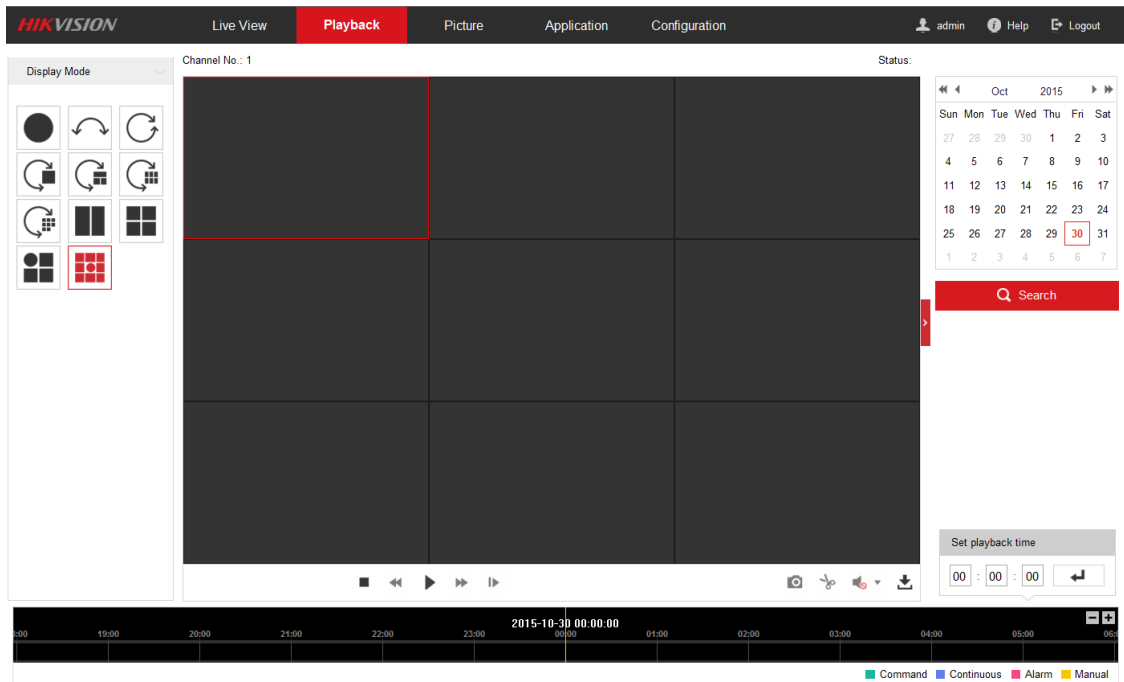 HIKVISION Live View Playback Picture Application Configuration admin Help Logout
Display Mode
Channel No.: 1 Status:
Oct 2015
Sun Mon Tue Wed Thu Fri Sat
27 28 29 30 1 2 3
4 5 6 7 8 9 10
11 12 13 14 15 16 17
18 19 20 21 22 23 24
25 26 27 28 29 30 31
1 2 3 4 5 6 7
Search
Set playback time
00 : 00 : 00
2015-10-30 00:00:00
:00 19:00 20:00 21:00 22:00 23:00 00:00 01:00 02:00 03:00 04:00 05:00 06:
Command Continuous Alarm Manual